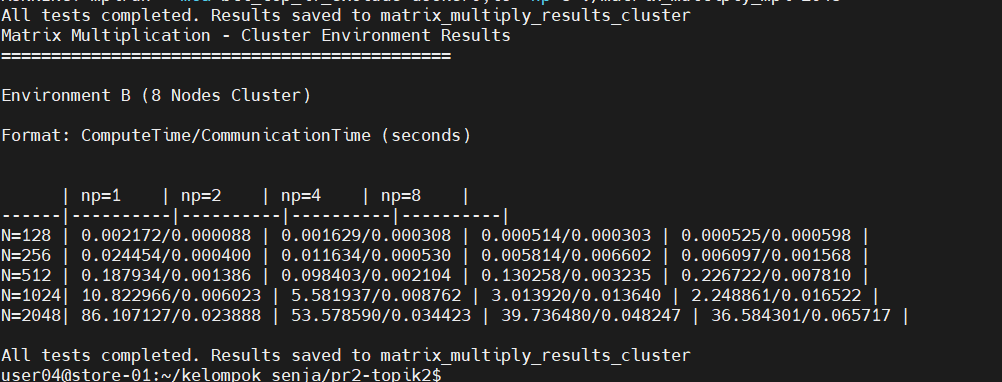 All tests completed. Results saved to matrix_multiply_results_cluster
Matrix Multiplication - Cluster Environment Results
=============================================
Environment B (8 Nodes Cluster)
Format: ComputeTime/CommunicationTime (seconds)
| np=1 | np=2 | np=4 | np=8 |
------|----------|----------|----------|----------|
N=128 | 0.002172/0.000088 | 0.001629/0.000308 | 0.000514/0.000303 | 0.000525/0.000598 |
N=256 | 0.024454/0.000400 | 0.011634/0.000530 | 0.005814/0.006602 | 0.006097/0.001568 |
N=512 | 0.187934/0.001386 | 0.098403/0.002104 | 0.130258/0.003235 | 0.226722/0.007810 |
N=1024| 10.822966/0.006023 | 5.581937/0.008762 | 3.013920/0.013640 | 2.248861/0.016522 |
N=2048| 86.107127/0.023888 | 53.578590/0.034423 | 39.736480/0.048247 | 36.584301/0.065717 |
All tests completed. Results saved to matrix_multiply_results_cluster
user04@store-01:~/kelompok_senja/pr2-topik2$